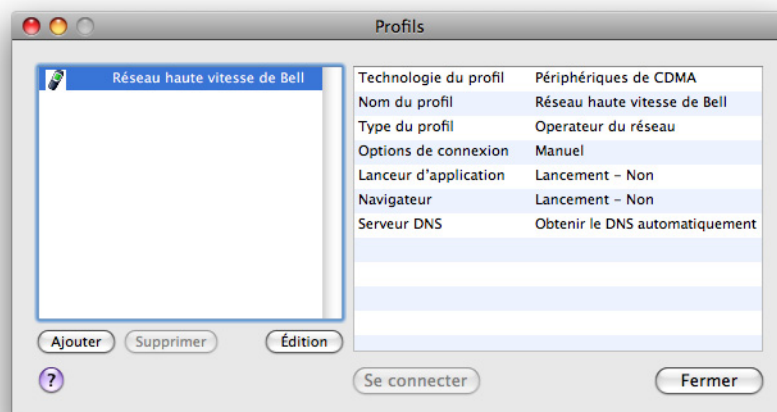 Profils
Réseau haute vitesse de Bell
Technologie du profil Périphériques de CDMA
Nom du profil Réseau haute vitesse de Bell
Type du profil Operateur du réseau
Options de connexion Manuel
Lanceur d'application Lancement – Non
Navigateur Lancement – Non
Serveur DNS Obtenir le DNS automatiquement
Ajouter Supprimer Édition
? Se connecter Fermer